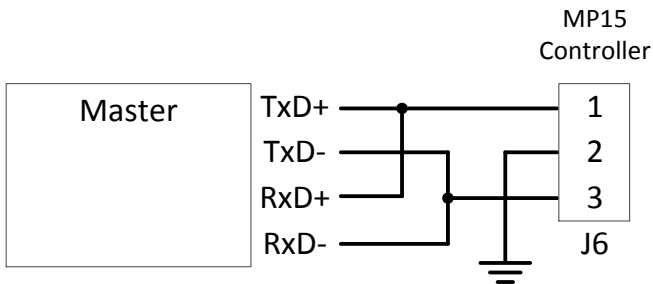 MP15
Controller
Master
TxD+
TxD-
RxD+
RxD-
1
2
3
J6